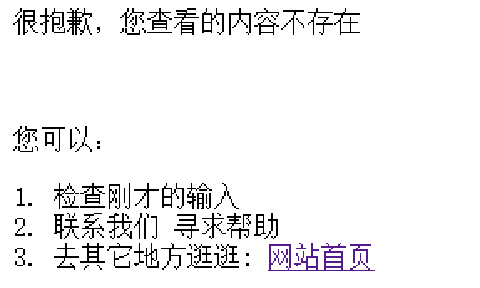 很抱歉，您查看的内容不存在
您可以：
1. 检查刚才的输入
2. 联系我们 寻求帮助
3. 去其它地方逛逛: 网站首页